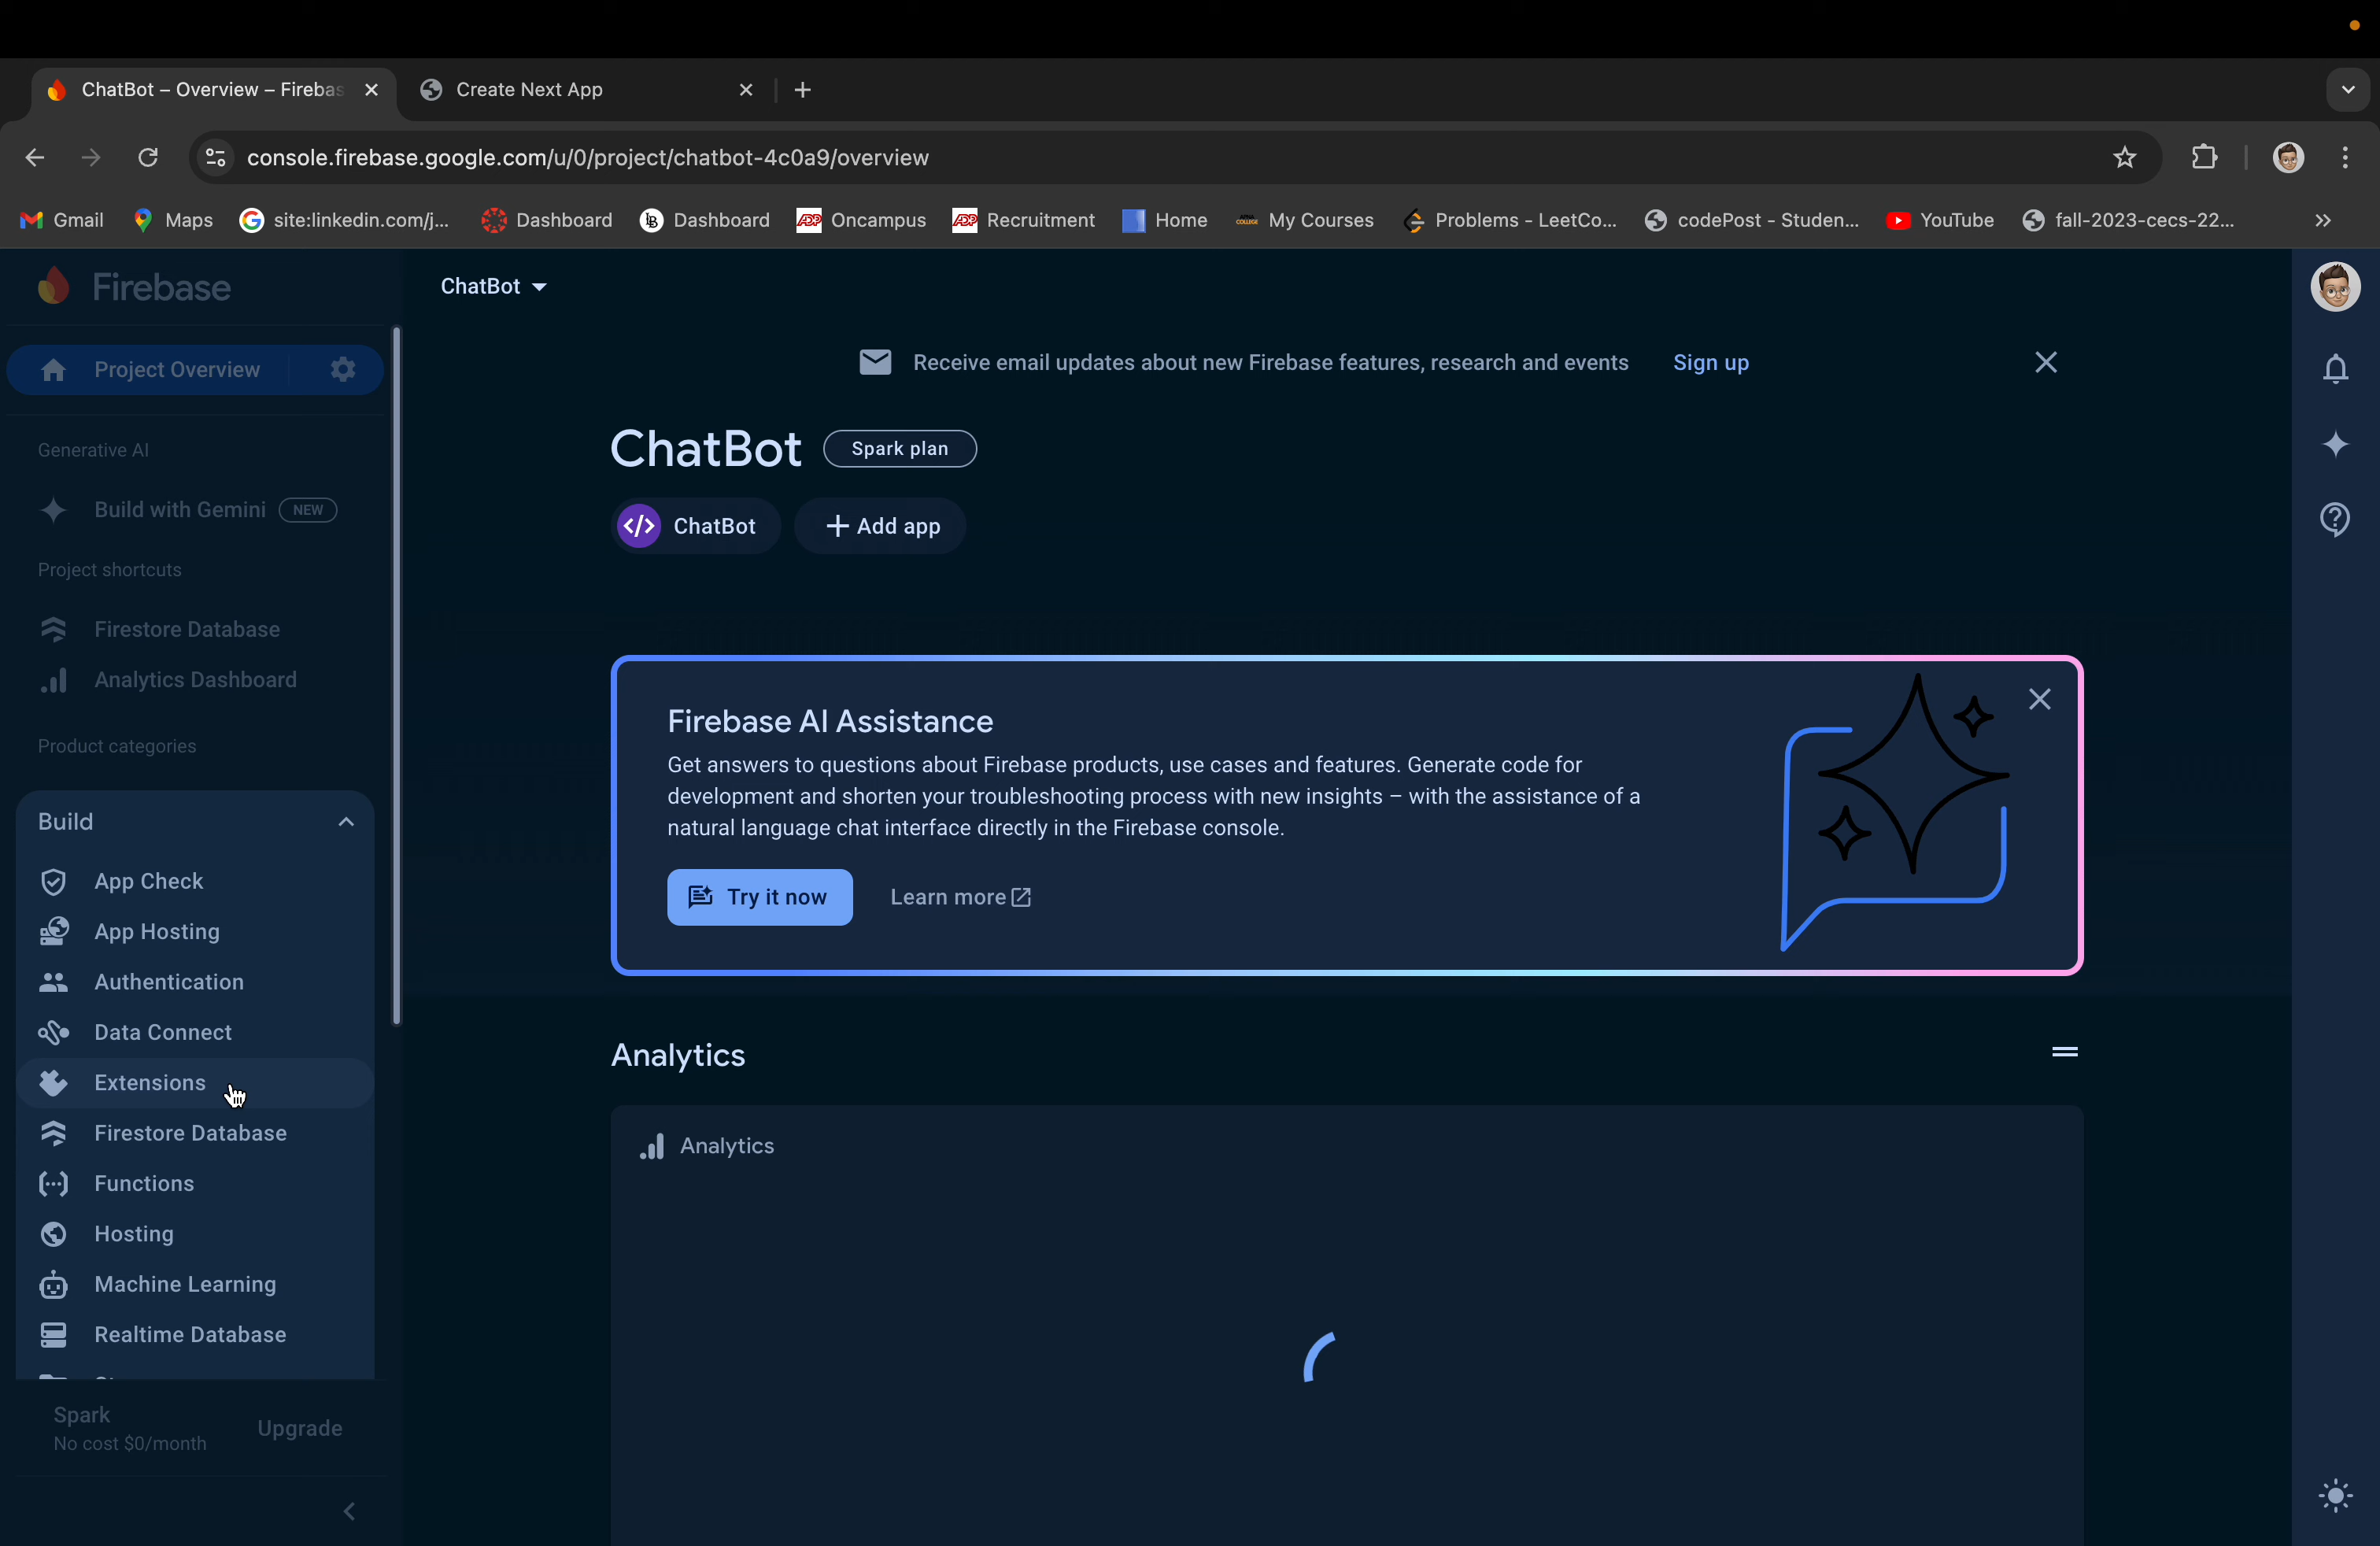 ChatBot – Overview – Firebas
Create Next App
console.firebase.google.com/u/0/project/chatbot-4c0a9/overview
Gmail
Maps
site:linkedin.com/j...
Dashboard
Dashboard
Oncampus
Recruitment
Home
My Courses
Problems - LeetCo...
codePost - Studen...
YouTube
fall-2023-cecs-22...
Firebase
ChatBot
Project Overview
Receive email updates about new Firebase features, research and events
Sign up
Generative AI
Build with Gemini
NEW
Project shortcuts
Firestore Database
Analytics Dashboard
Product categories
Build
App Check
App Hosting
Authentication
Data Connect
Extensions
Firestore Database
Functions
Hosting
Machine Learning
Realtime Database
Spark
No cost $0/month
Upgrade
ChatBot
Spark plan
ChatBot
Add app
Firebase AI Assistance
Get answers to questions about Firebase products, use cases and features. Generate code for
development and shorten your troubleshooting process with new insights – with the assistance of a
natural language chat interface directly in the Firebase console.
Try it now
Learn more
Analytics
Analytics